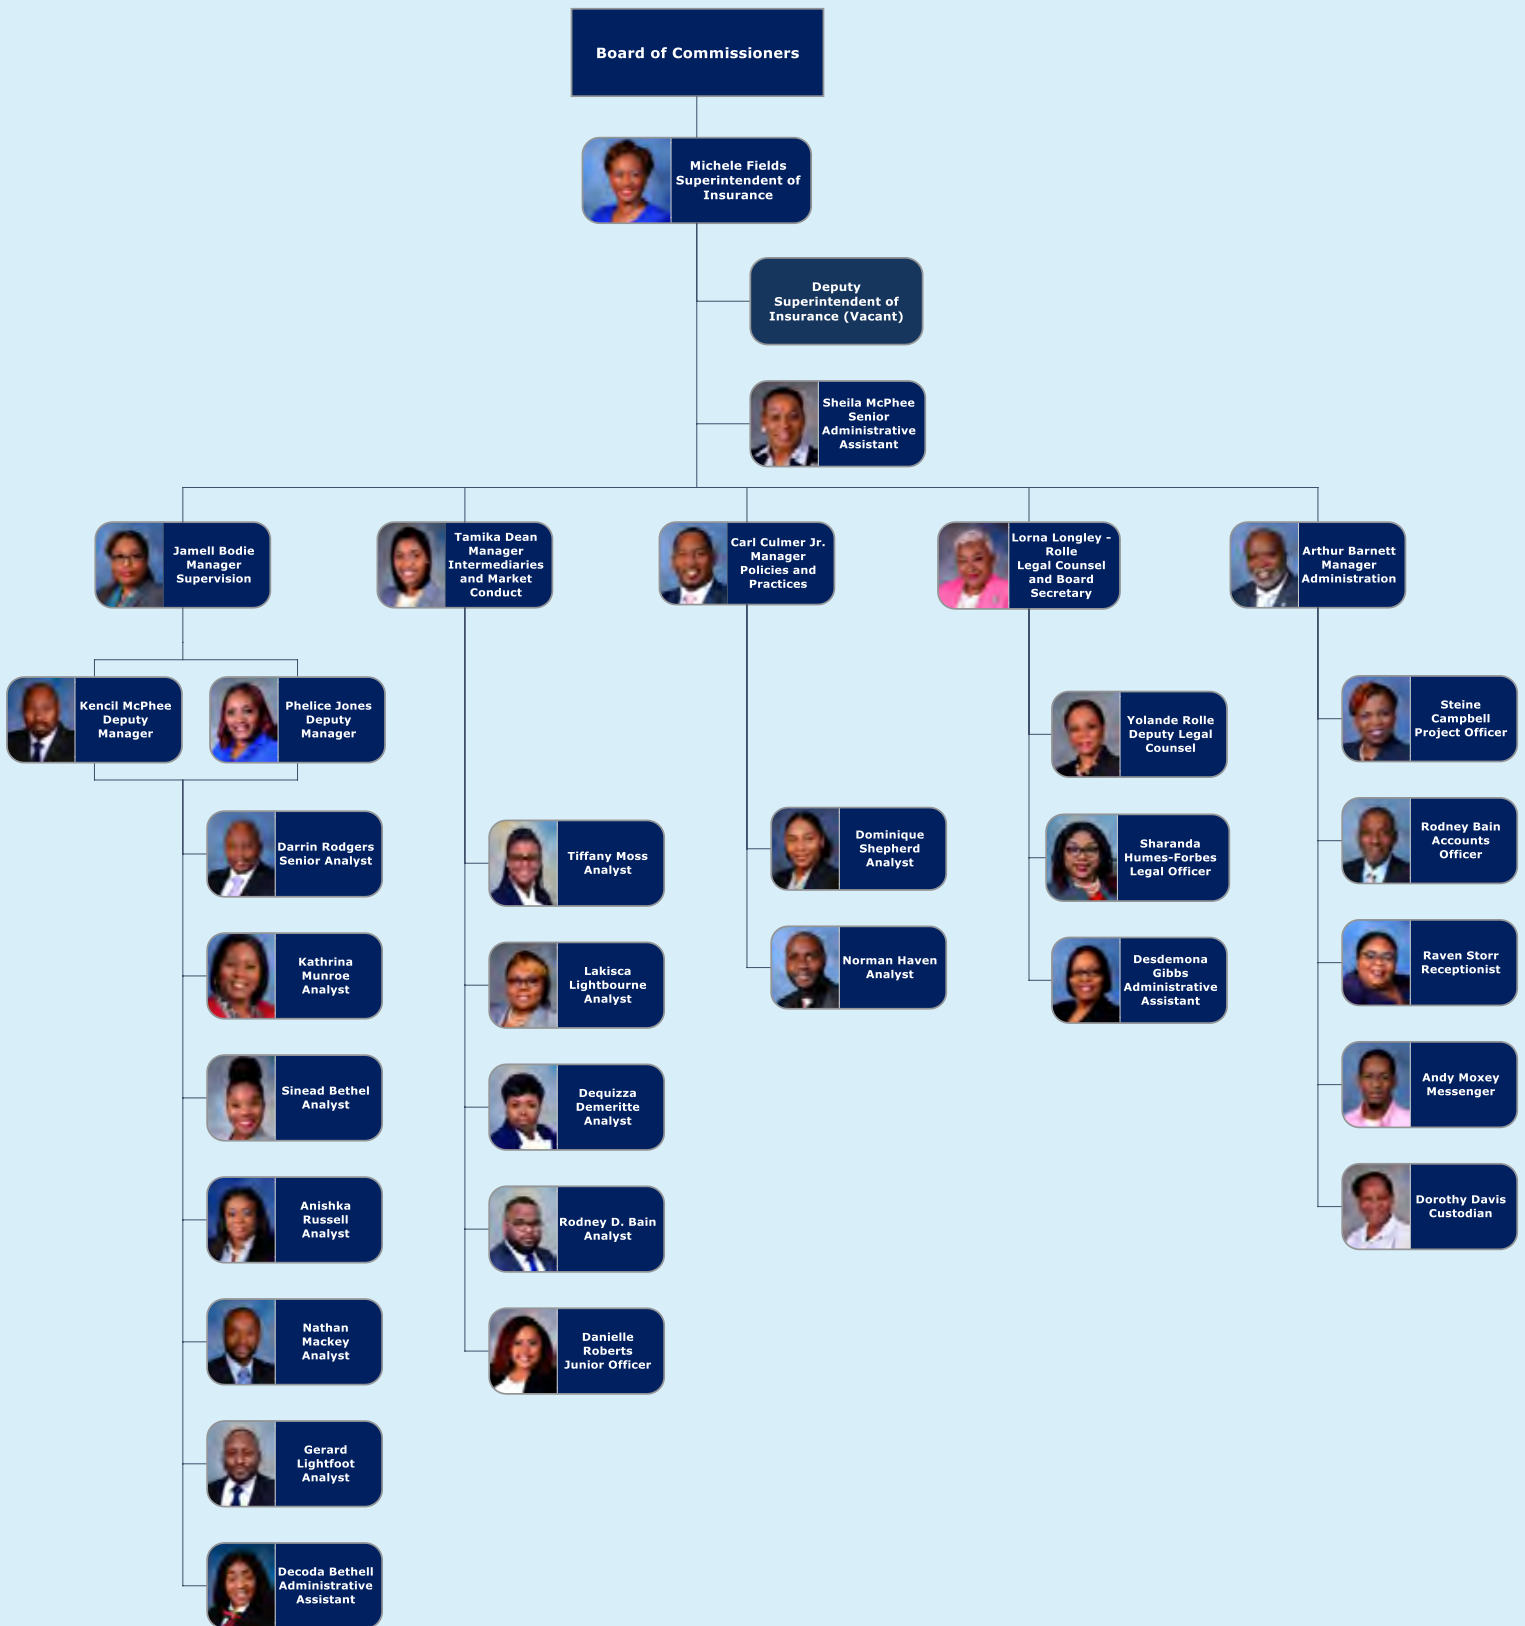 Board of Commissioners
Michele Fields
Superintendent of
Insurance
Deputy
Superintendent of
Insurance (Vacant)
Sheila McPhee
Senior
Administrative
Assistant
Jamell Bodie
Manager
Supervision
Tamika Dean
Manager
Intermediaries
and Market
Conduct
Carl Culmer Jr.
Manager
Policies and
Practices
Lorna Longley -
Rolle
Legal Counsel
and Board
Secretary
Arthur Barnett
Manager
Administration
Kencil McPhee
Deputy
Manager
Phelice Jones
Deputy
Manager
Darrin Rodgers
Senior Analyst
Kathrina
Munroe
Analyst
Sinead Bethel
Analyst
Anishka
Russell
Analyst
Nathan
Mackey
Analyst
Gerard
Lightfoot
Analyst
Decoda Bethell
Administrative
Assistant
Tiffany Moss
Analyst
Lakisca
Lightbourne
Analyst
Dequizza
Demeritte
Analyst
Rodney D. Bain
Analyst
Danielle
Roberts
Junior Officer
Dominique
Shepherd
Analyst
Norman Haven
Analyst
Yolande Rolle
Deputy Legal
Counsel
Sharanda
Humes-Forbes
Legal Officer
Desdemona
Gibbs
Administrative
Assistant
Steine
Campbell
Project Officer
Rodney Bain
Accounts
Officer
Raven Storr
Receptionist
Andy Moxey
Messenger
Dorothy Davis
Custodian